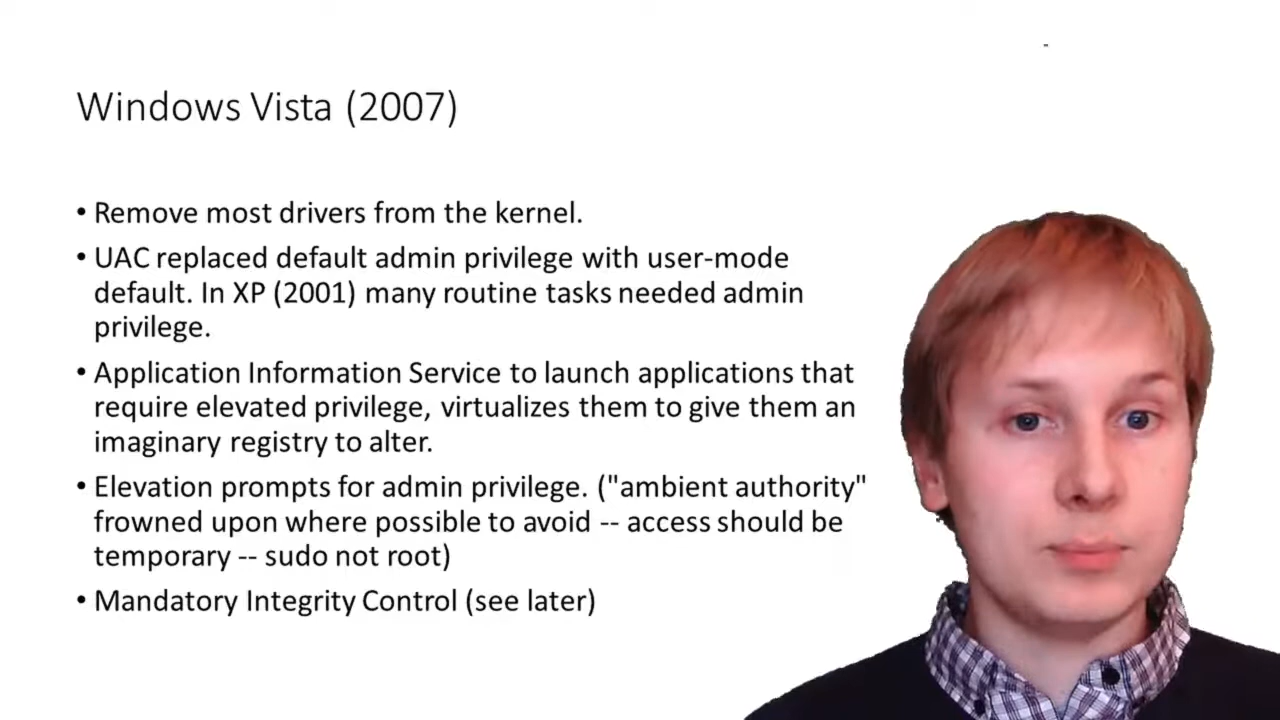 Windows Vista (2007)
• Remove most drivers from the kernel.
• UAC replaced default admin privilege with user-mode
default. In XP (2001) many routine tasks needed admin
privilege.
• Application Information Service to launch applications that
require elevated privilege, virtualizes them to give them an
imaginary registry to alter.
• Elevation prompts for admin privilege. ("ambient authority"
frowned upon where possible to avoid -- access should be
temporary -- sudo not root)
• Mandatory Integrity Control (see later)